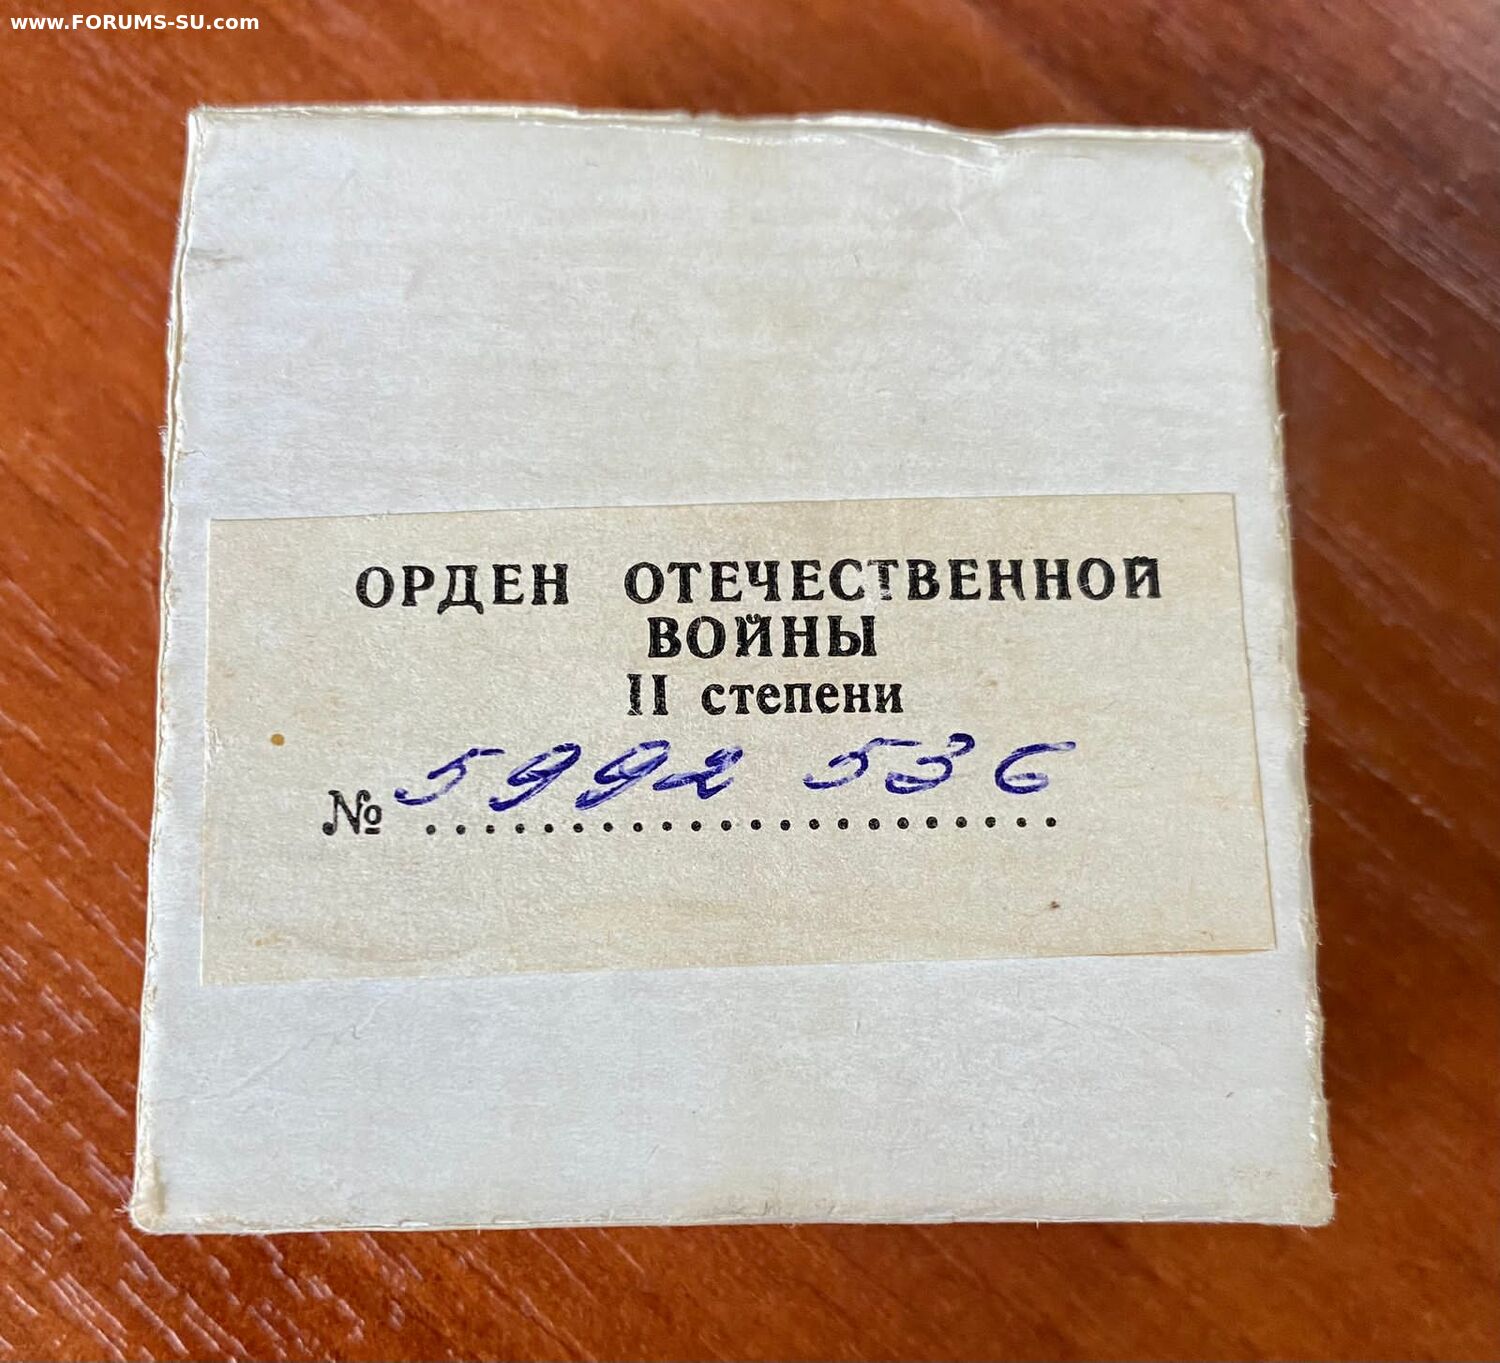 www.FORUMS-SU.com
ОРДЕН ОТЕЧЕСТВЕННОЙ
ВОЙНЫ
II степени
№ 5992 536